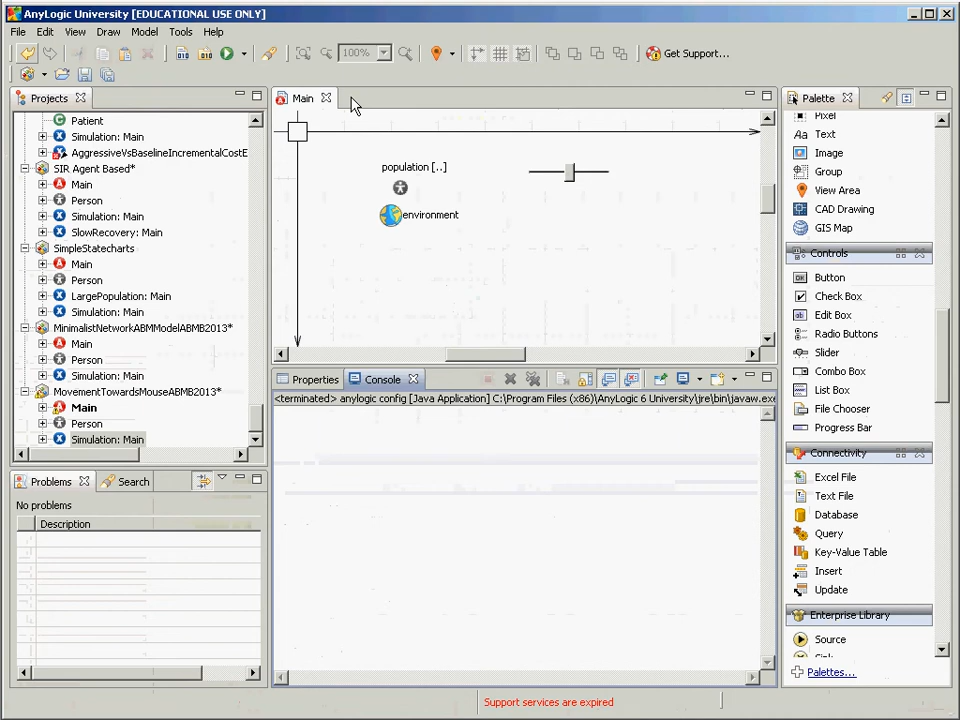 AnyLogic University [EDUCATIONAL USE ONLY]
File Edit View Draw Model Tools Help
100% Get Support...
Projects
Patient
Simulation: Main
AggressiveVsBaselineIncrementalCostE
SIR Agent Based*
Main
Person
Simulation: Main
SlowRecovery: Main
SimpleStatecharts
Main
Person
LargePopulation: Main
Simulation: Main
MinimalistNetworkABMModelABMB2013*
Main
Person
Simulation: Main
MovementTowardsMouseABMB2013*
Main
Person
Simulation: Main
Problems Search
No problems
Description
Main
population [..]
environment
Properties Console
<terminated> anylogic config [Java Application] C:\Program Files (x86)\AnyLogic 6 University\jre\bin\javaw.exe
Palette
Pixel
Aa Text
Image
Group
View Area
CAD Drawing
GIS Map
Controls
Button
Check Box
Edit Box
Radio Buttons
Slider
Combo Box
List Box
File Chooser
Progress Bar
Connectivity
Excel File
Text File
Database
Query
Key-Value Table
Insert
Update
Enterprise Library
Source
Sink
Palettes...
Support services are expired